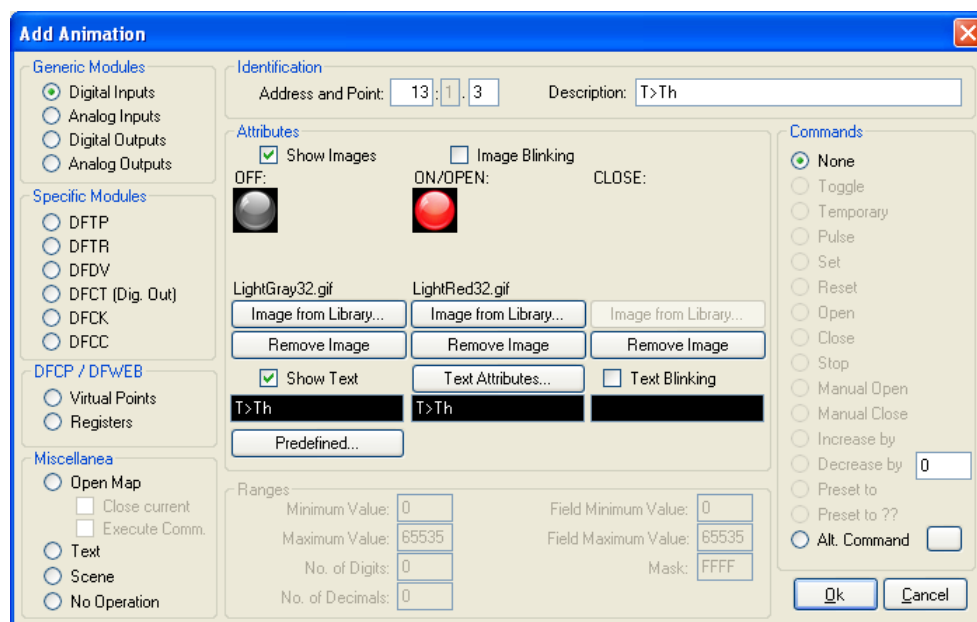 Add Animation
Generic Modules
Digital Inputs
Analog Inputs
Digital Outputs
Analog Outputs
Specific Modules
DFTP
DFTR
DFDV
DFCT (Dig. Out)
DFCK
DFCC
DFCP / DFWEB
Virtual Points
Registers
Miscellanea
Open Map
Close current
Execute Comm.
Text
Scene
No Operation
Identification
Address and Point: 13 : 1 . 3 Description: T>Th
Attributes
Show Images Image Blinking
OFF: ON/OPEN: CLOSE:
LightGray32.gif LightRed32.gif
Image from Library... Image from Library... Image from Library...
Remove Image Remove Image Remove Image
Show Text Text Attributes... Text Blinking
T>Th T>Th
Predefined...
Ranges
Minimum Value: 0 Field Minimum Value: 0
Maximum Value: 65535 Field Maximum Value: 65535
No. of Digits: 0 Mask: FFFF
No. of Decimals: 0
Commands
None
Toggle
Temporary
Pulse
Set
Reset
Open
Close
Stop
Manual Open
Manual Close
Increase by
Decrease by 0
Preset to
Preset to ??
Alt. Command
Ok Cancel